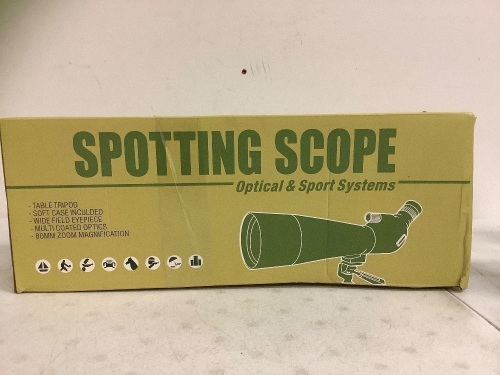 SPOTTING SCOPE
Optical & Sport Systems
- TABLE TRIPOD
- SOFT CASE INCLUDED
- WIDE FIELD EYEPIECE
- MULTI COATED OPTICS
- 80MM ZOOM MAGNIFICATION